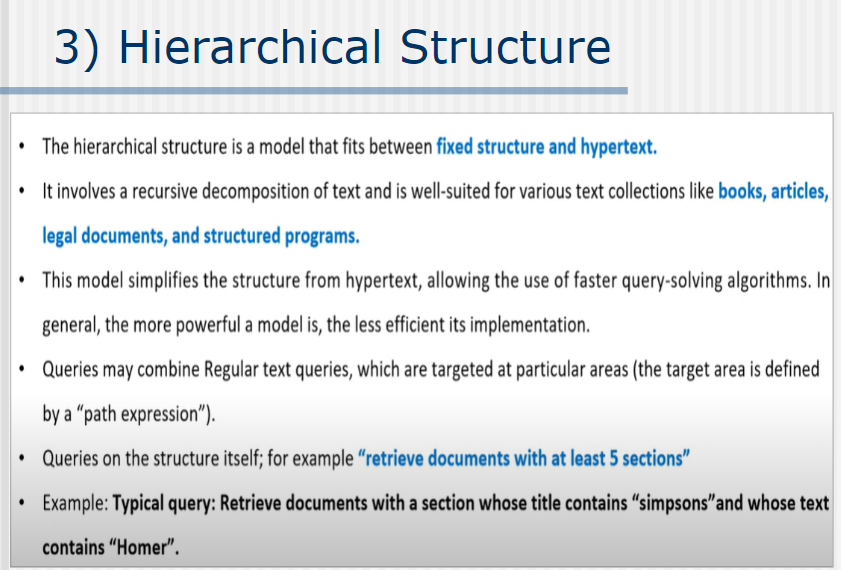 3) Hierarchical Structure
• The hierarchical structure is a model that fits between fixed structure and hypertext.
• It involves a recursive decomposition of text and is well-suited for various text collections like books, articles,
legal documents, and structured programs.
• This model simplifies the structure from hypertext, allowing the use of faster query-solving algorithms. In
general, the more powerful a model is, the less efficient its implementation.
• Queries may combine Regular text queries, which are targeted at particular areas (the target area is defined
by a “path expression”).
• Queries on the structure itself; for example “retrieve documents with at least 5 sections”
• Example: Typical query: Retrieve documents with a section whose title contains “simpsons”and whose text
contains “Homer”.